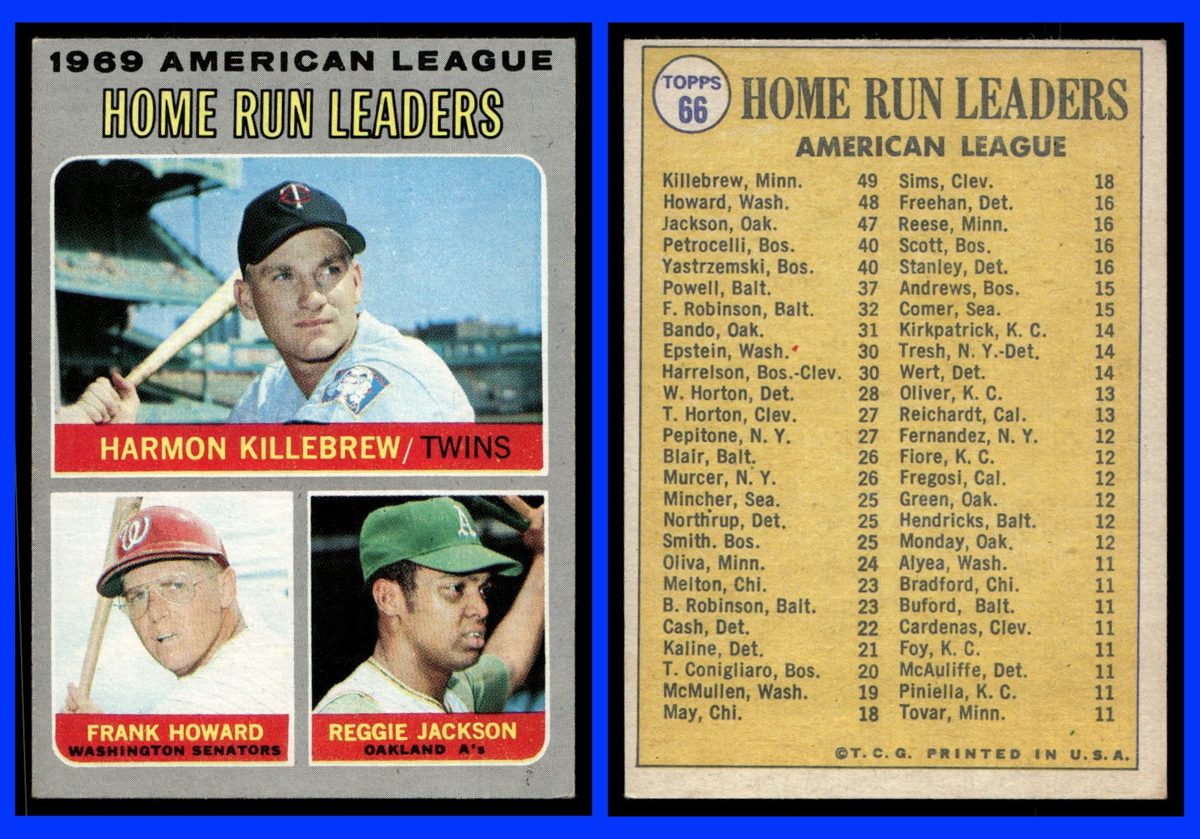 1969 AMERICAN LEAGUE
HOME RUN LEADERS
HARMON KILLEBREW/TWINS
W
FRANK HOWARD
WASHINGTON SENATORS
A's
REGGIE JACKSON
OAKLAND A's
TOPPS
66
HOME RUN LEADERS
AMERICAN LEAGUE
Killebrew, Minn. 49
Howard, Wash. 48
Jackson, Oak. 47
Petrocelli, Bos. 40
Yastrzemski, Bos. 40
Powell, Balt. 37
F. Robinson, Balt. 32
Bando, Oak. 31
Epstein, Wash. 30
Harrelson, Bos.-Clev. 30
W. Horton, Det. 28
T. Horton, Clev. 27
Pepitone, N. Y. 27
Blair, Balt. 26
Murcer, N. Y. 26
Mincher, Sea. 25
Northrup, Det. 25
Smith. Bos. 25
Oliva, Minn. 24
Melton, Chi. 23
B. Robinson, Balt. 23
Cash, Det. 22
Kaline, Det. 21
T. Conigliaro, Bos. 20
McMullen, Wash. 19
May, Chi. 18
Sims, Clev. 18
Freehan, Det. 16
Reese, Minn. 16
Scott, Bos. 16
Stanley, Det. 16
Andrews, Bos. 15
Comer, Sea. 15
Kirkpatrick, K. C. 14
Tresh, N. Y.-Det. 14
Wert, Det. 14
Oliver, K. C. 13
Reichardt, Cal. 13
Fernandez, N. Y. 12
Fiore, K. C. 12
Fregosi, Cal. 12
Green, Oak. 12
Hendricks, Balt. 12
Monday, Oak. 12
Alyea, Wash. 11
Bradford, Chi. 11
Buford, Balt. 11
Cardenas, Clev. 11
Foy, K. C. 11
McAuliffe, Det. 11
Piniella, K. C. 11
Tovar, Minn. 11
©T. C. G. PRINTED IN U. S. A.